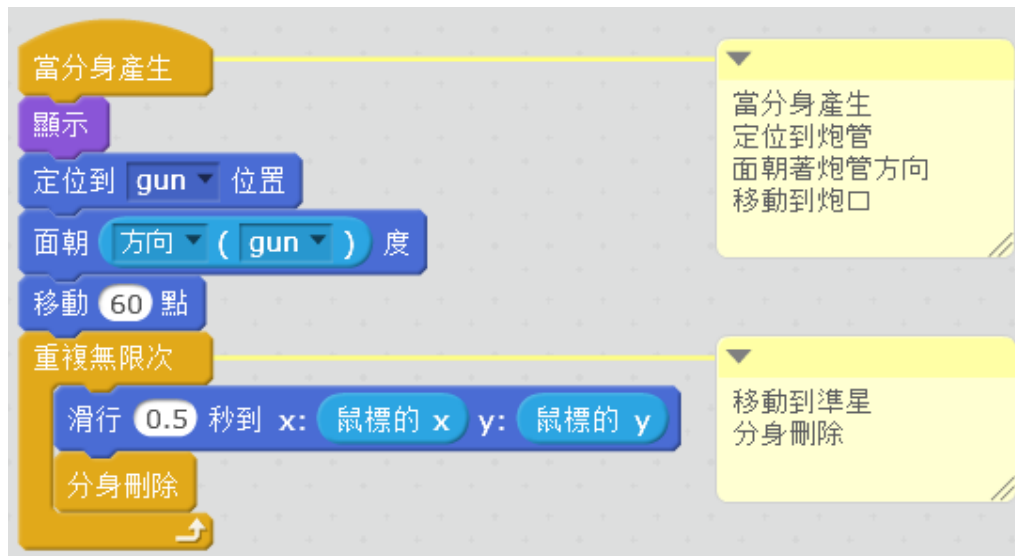 當分身產生
顯示
定位到 gun 位置
面朝 方向 ( gun ) 度
移動 60 點
重複無限次
滑行 0.5 秒到 x: 鼠標的 x y: 鼠標的 y
分身刪除
當分身產生
定位到炮管
面朝著炮管方向
移動到炮口
移動到準星
分身刪除